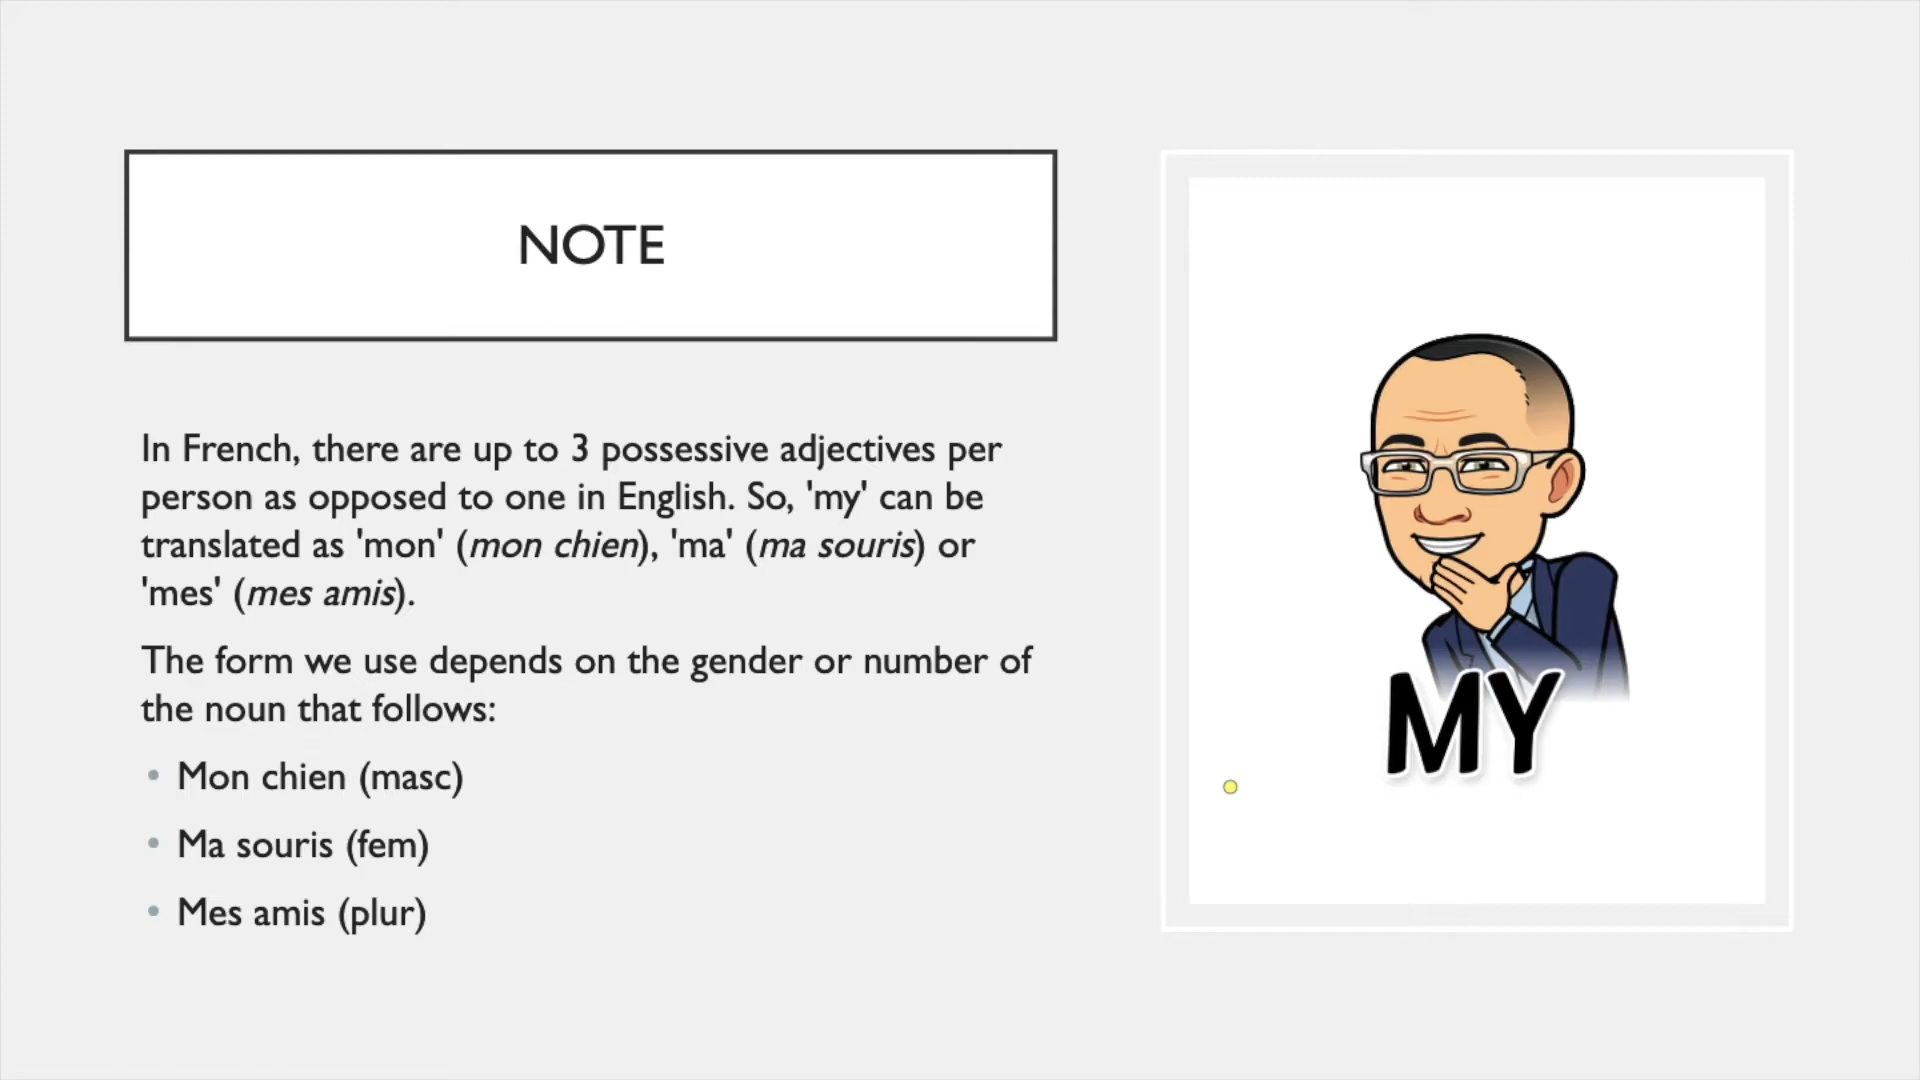 NOTE
In French, there are up to 3 possessive adjectives per
person as opposed to one in English. So, 'my' can be
translated as 'mon' (mon chien), 'ma' (ma souris) or
'mes' (mes amis).
The form we use depends on the gender or number of
the noun that follows:
• Mon chien (masc)
• Ma souris (fem)
• Mes amis (plur)
MY